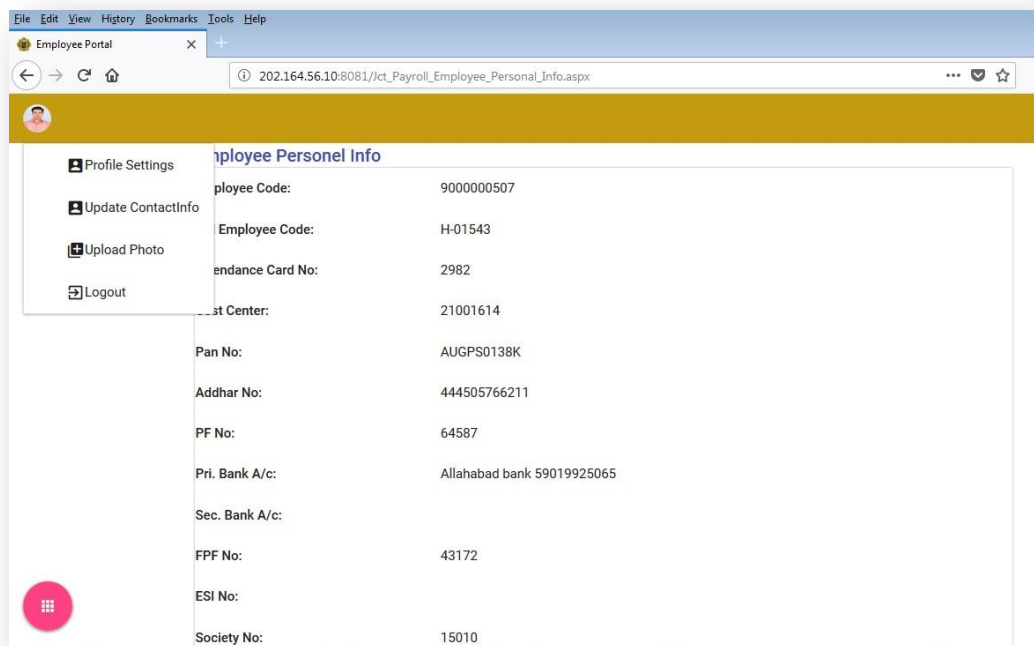 File Edit View History Bookmarks Tools Help
Employee Portal
202.164.56.10:8081/Jct_Payroll_Employee_Personal_Info.aspx
Profile Settings
Update ContactInfo
Upload Photo
Logout
nployee Personel Info
ployee Code: 9000000507
Employee Code: H-01543
endance Card No: 2982
st Center: 21001614
Pan No: AUGPS0138K
Addhar No: 444505766211
PF No: 64587
Pri. Bank A/c: Allahabad bank 59019925065
Sec. Bank A/c:
FPF No: 43172
ESI No:
Society No: 15010